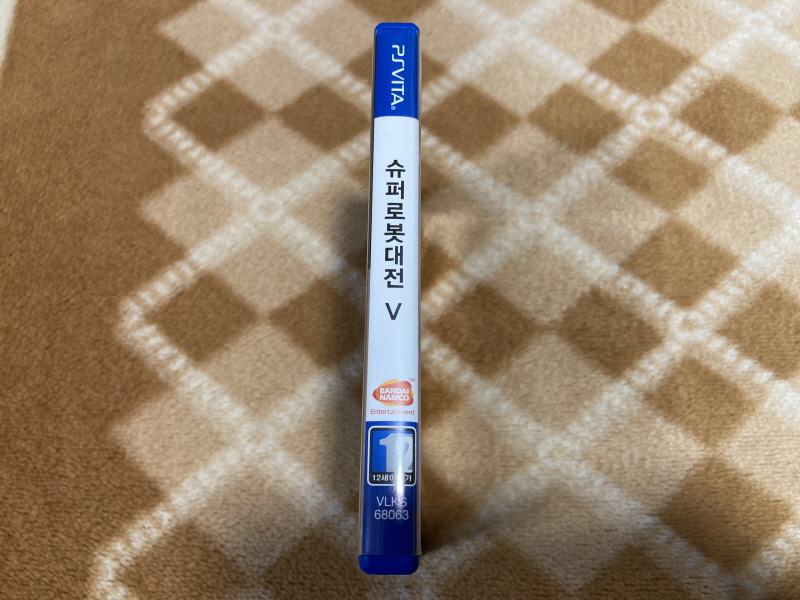 PSVITA
슈퍼로봇대전 V
BANDAI
NAMCO
Entertainment
12
VLKS
68063